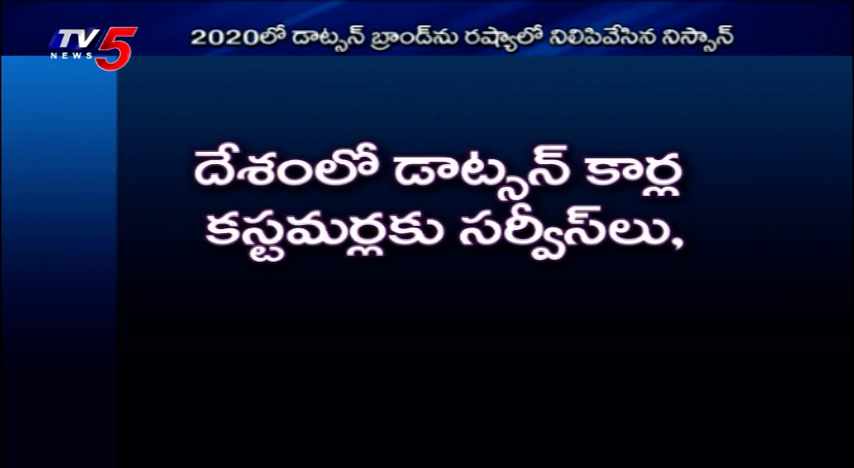 TV5
NEWS
2020లో డాట్సన్ బ్రాండ్‌ను రష్యాలో నిలిపివేసిన నిస్సాన్
దేశంలో డాట్సన్ కార్ల
కస్టమర్లకు సర్వీస్‌లు,